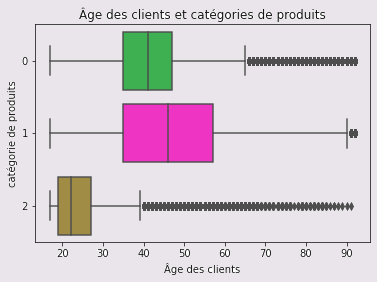 Âge des clients et catégories de produits
catégorie de produits
0
1
2
20 30 40 50 60 70 80 90
Âge des clients